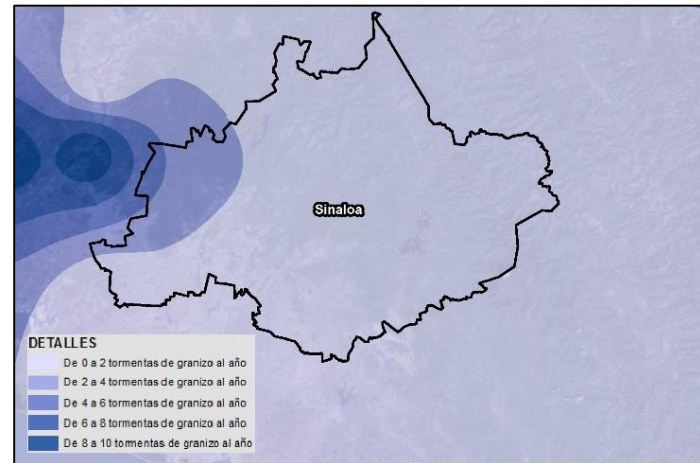 Sinaloa
DETALLES
De 0 a 2 tormentas de granizo al año
De 2 a 4 tormentas de granizo al año
De 4 a 6 tormentas de granizo al año
De 6 a 8 tormentas de granizo al año
De 8 a 10 tormentas de granizo al año